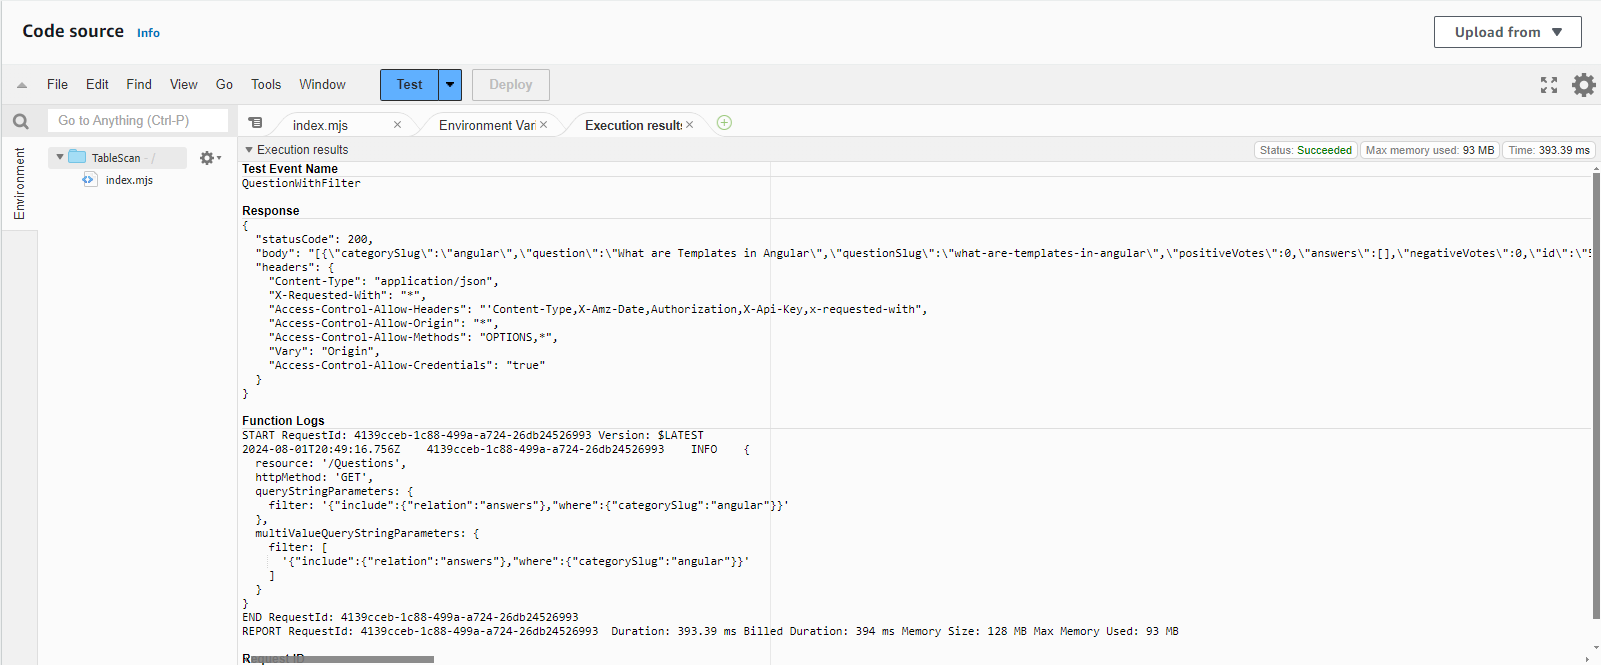 Code source Info
Upload from
File Edit Find View Go Tools Window Test Deploy
Go to Anything (Ctrl-P)
index.mjs Environment Vari Execution results
Environment
TableScan - /
index.mjs
Execution results
Status: Succeeded Max memory used: 93 MB Time: 393.39 ms
Test Event Name
QuestionWithFilter
Response
{
"statusCode": 200,
"body": "[{\"categorySlug\":\"angular\",\"question\":\"What are Templates in Angular\",\"questionSlug\":\"what-are-templates-in-angular\",\"positiveVotes\":0,\"answers\":[],\"negativeVotes\":0,\"id\":\"5
"headers": {
"Content-Type": "application/json",
"X-Requested-With": "*",
"Access-Control-Allow-Headers": "'Content-Type,X-Amz-Date,Authorization,X-Api-Key,x-requested-with",
"Access-Control-Allow-Origin": "*",
"Access-Control-Allow-Methods": "OPTIONS,*",
"Vary": "Origin",
"Access-Control-Allow-Credentials": "true"
}
}
Function Logs
START RequestId: 4139cceb-1c88-499a-a724-26db24526993 Version: $LATEST
2024-08-01T20:49:16.756Z 4139cceb-1c88-499a-a724-26db24526993 INFO {
resource: '/Questions',
httpMethod: 'GET',
queryStringParameters: {
filter: '{"include":{"relation":"answers"},"where":{"categorySlug":"angular"}}'
},
multiValueQueryStringParameters: {
filter: [
'{"include":{"relation":"answers"},"where":{"categorySlug":"angular"}}'
]
}
}
END RequestId: 4139cceb-1c88-499a-a724-26db24526993
REPORT RequestId: 4139cceb-1c88-499a-a724-26db24526993 Duration: 393.39 ms Billed Duration: 394 ms Memory Size: 128 MB Max Memory Used: 93 MB
Request ID